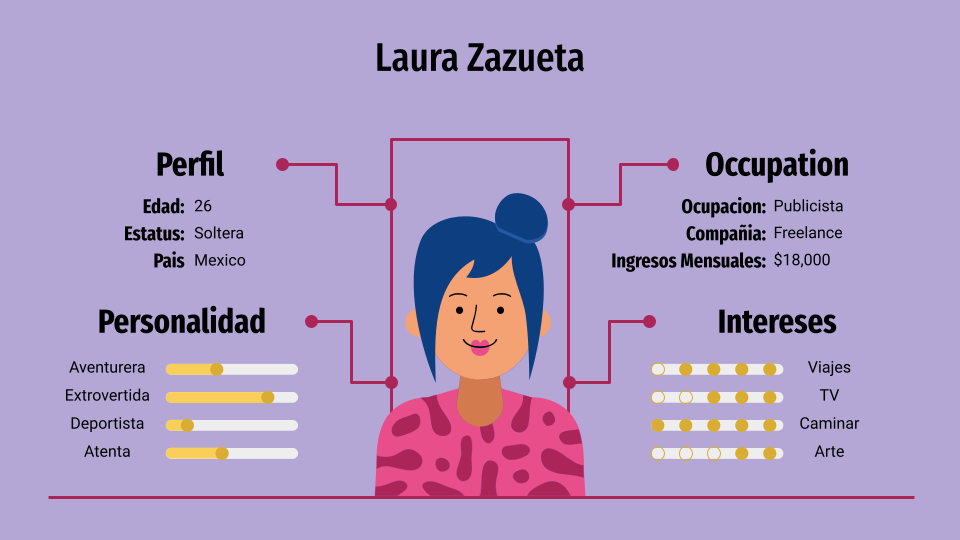 Laura Zazueta
Perfil
Edad: 26
Estatus: Soltera
Pais Mexico
Occupation
Ocupacion: Publicista
Compañia: Freelance
Ingresos Mensuales: $18,000
Personalidad
Aventurera
Extrovertida
Deportista
Atenta
Intereses
Viajes
TV
Caminar
Arte